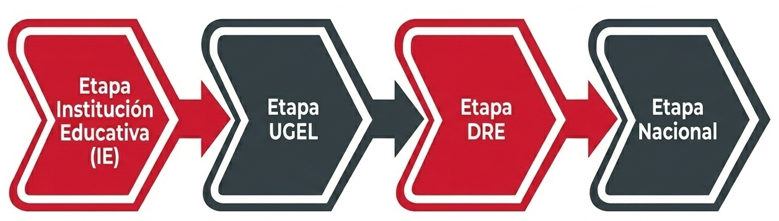 Etapa
Institución
Educativa
(IE)
Etapa
UGEL
Etapa
DRE
Etapa
Nacional